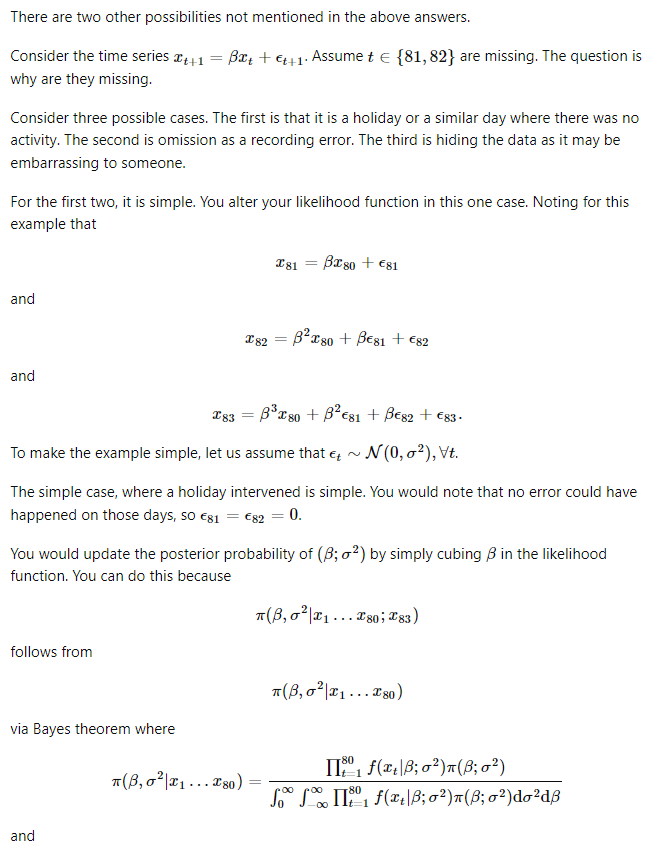 There are two other possibilities not mentioned in the above answers.
Consider the time series $x_{t+1} = \beta x_t + \epsilon_{t+1}$. Assume $t \in \{81, 82\}$ are missing. The question is
why are they missing.
Consider three possible cases. The first is that it is a holiday or a similar day where there was no
activity. The second is omission as a recording error. The third is hiding the data as it may be
embarrassing to someone.
For the first two, it is simple. You alter your likelihood function in this one case. Noting for this
example that
$x_{81} = \beta x_{80} + \epsilon_{81}$
and
$x_{82} = \beta^2 x_{80} + \beta \epsilon_{81} + \epsilon_{82}$
and
$x_{83} = \beta^3 x_{80} + \beta^2 \epsilon_{81} + \beta \epsilon_{82} + \epsilon_{83}.$
To make the example simple, let us assume that $\epsilon_t \sim \mathcal{N}(0, \sigma^2), \forall t.$
The simple case, where a holiday intervened is simple. You would note that no error could have
happened on those days, so $\epsilon_{81} = \epsilon_{82} = 0.$
You would update the posterior probability of $(\beta; \sigma^2)$ by simply cubing $\beta$ in the likelihood
function. You can do this because
$\pi(\beta, \sigma^2 | x_1 \ldots x_{80}; x_{83})$
follows from
$\pi(\beta, \sigma^2 | x_1 \ldots x_{80})$
via Bayes theorem where
$\pi(\beta, \sigma^2 | x_1 \ldots x_{80}) = \frac{\prod_{t=1}^{80} f(x_t | \beta; \sigma^2) \pi(\beta; \sigma^2)}{\int_0^\infty \int_{-\infty}^\infty \prod_{t=1}^{80} f(x_t | \beta; \sigma^2) \pi(\beta; \sigma^2) \mathrm{d}\sigma^2 \mathrm{d}\beta}$
and